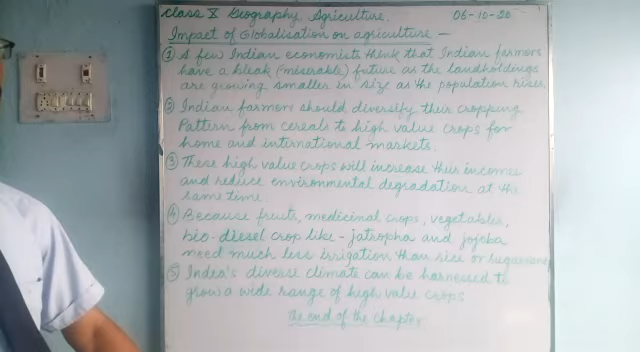 Class X Geography Agriculture. 06-10-20
Impact of Globalisation on agriculture —
① A few Indian economists think that Indian farmers
have a bleak (miserable) future as the landholdings
are growing smaller in size as the population rises.
② Indian farmers should diversify their cropping
Pattern from cereals to high value crops for
home and international markets.
③ These high value crops will increase their incomes
and reduce environmental degradation at the
same time.
④ Because fruits, medicinal crops, vegetables,
bio-diesel crop like - jatropha and jojoba
need much less irrigation than rice or sugarcane
⑤ India's diverse climate can be harnessed to
grow a wide range of high value crops
The end of the chapter.